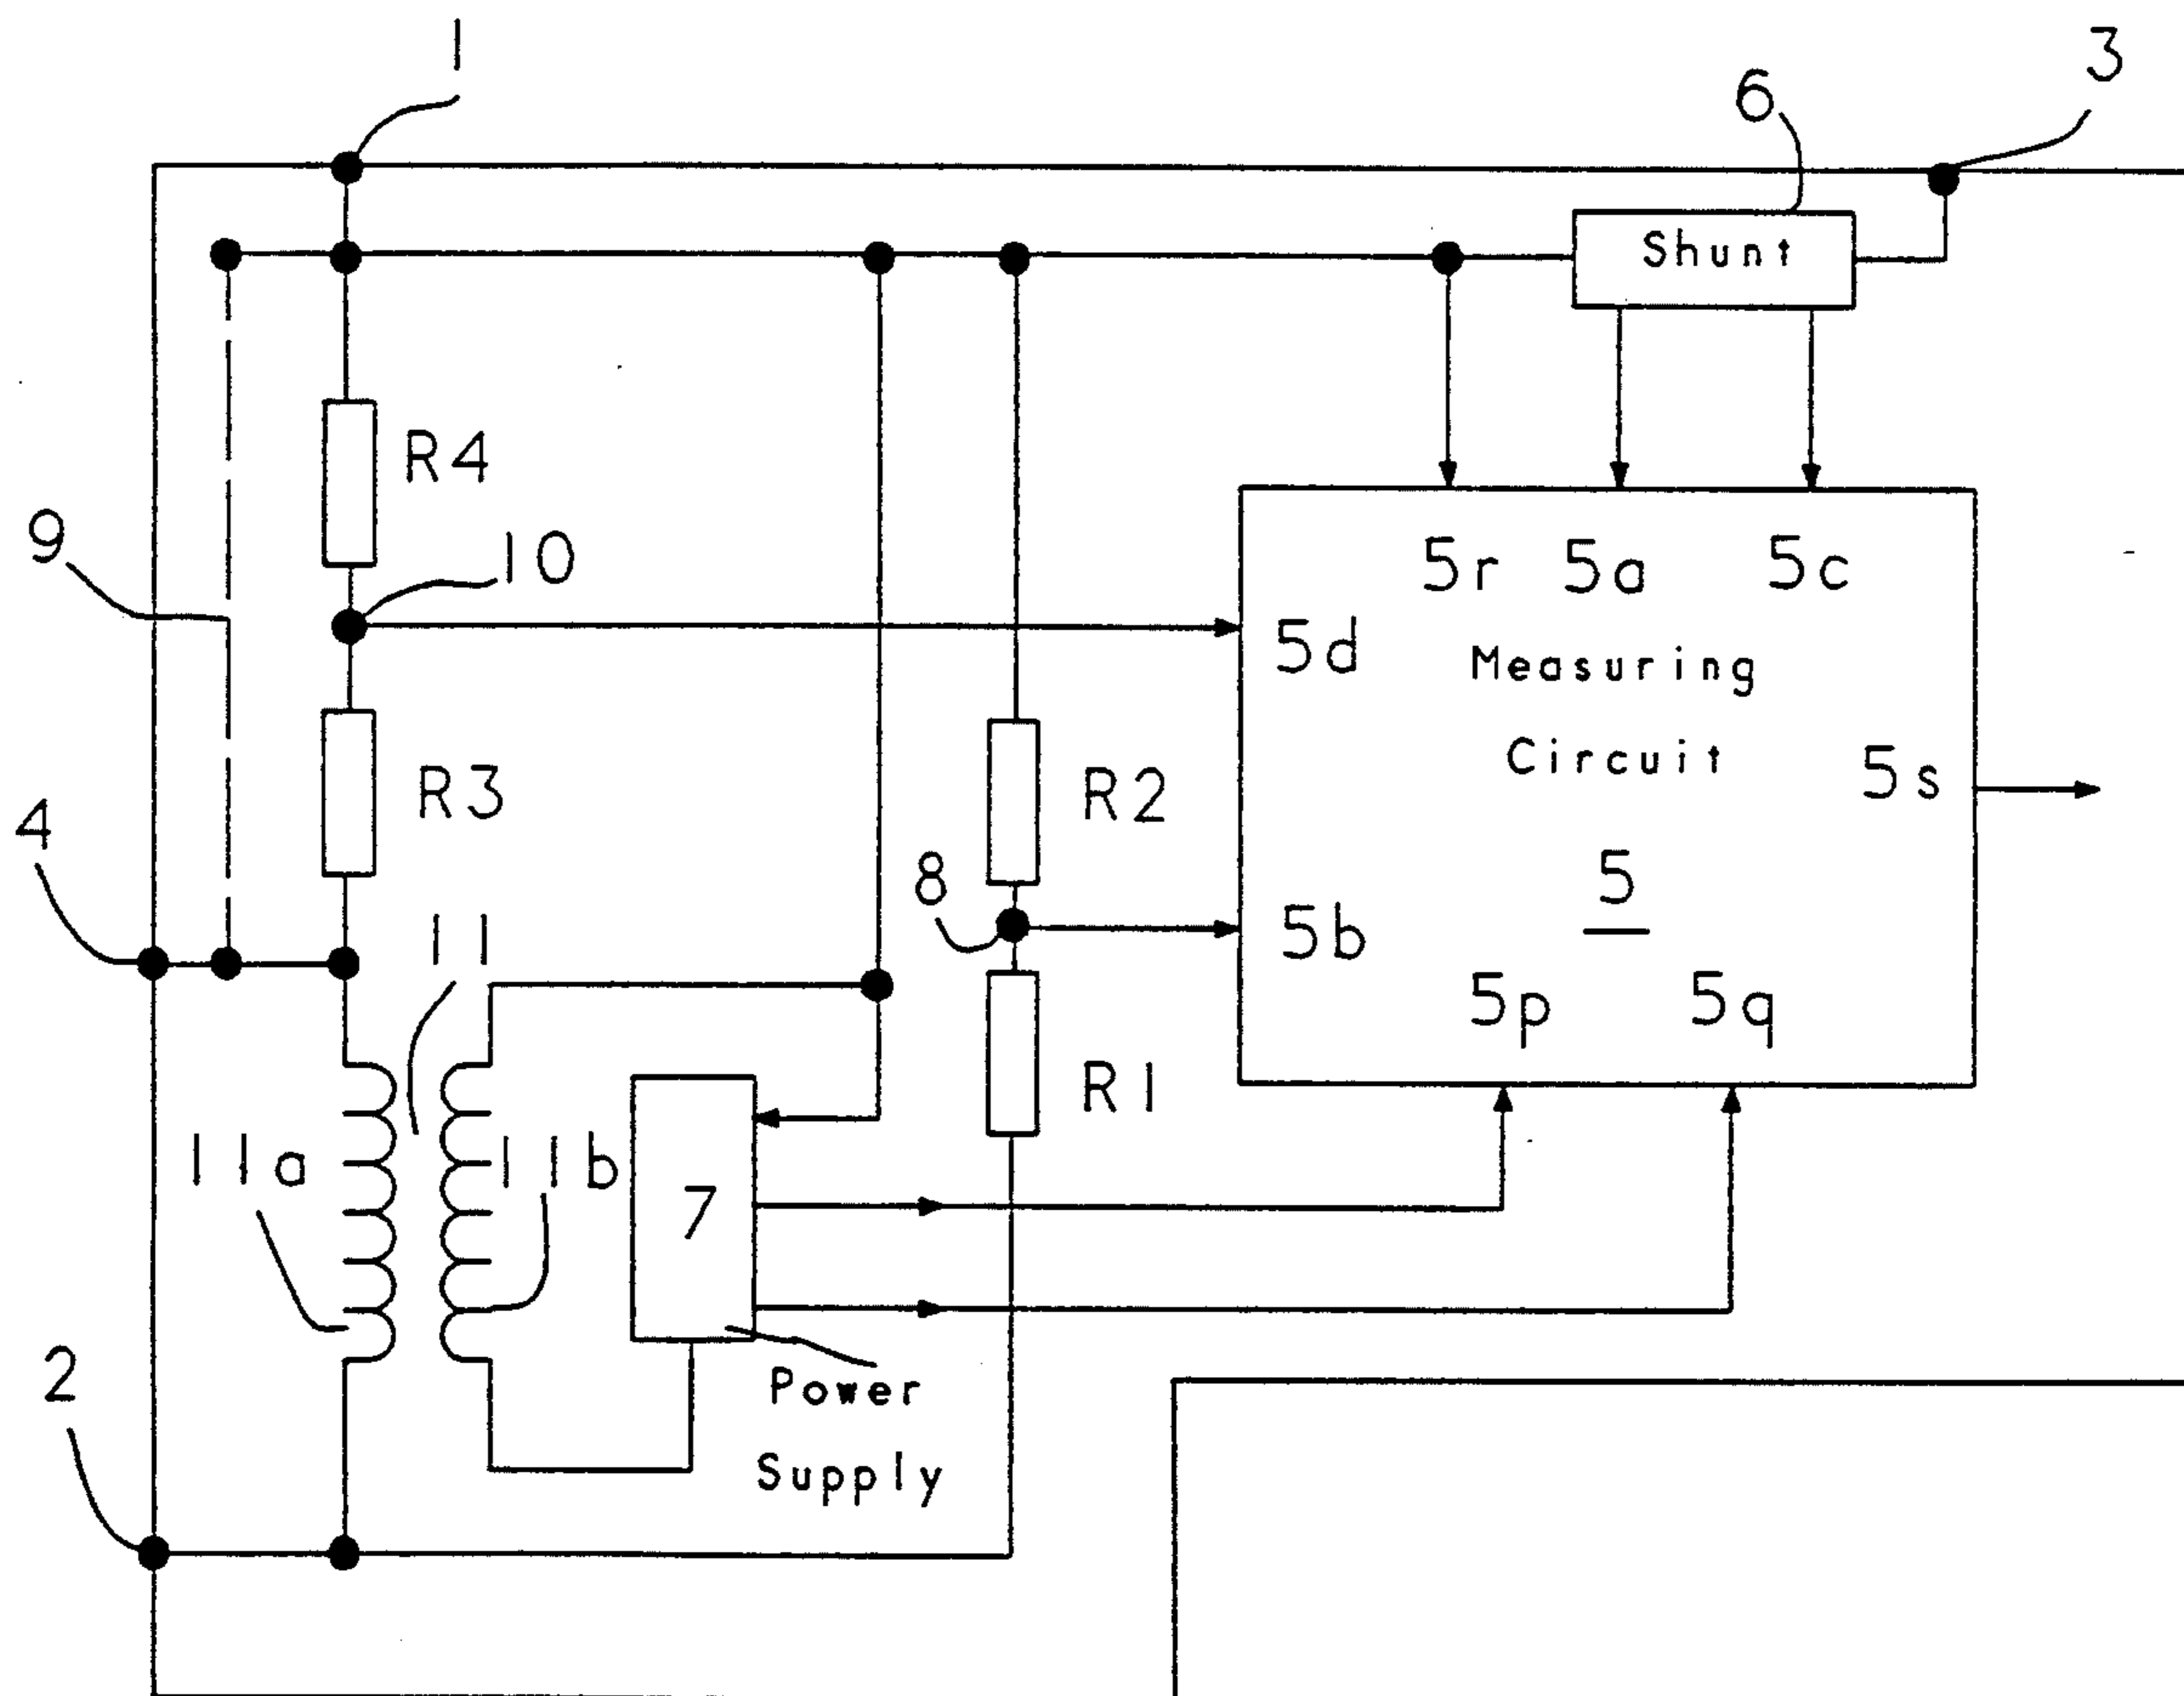 1
3
6
Shunt
R4
9
10
5r 5a 5c
5d
Measuring
Circuit
R3
R2
5s
4
8
5
11
5b
5p 5q
R1
11a
11b
7
2
Power
Supply